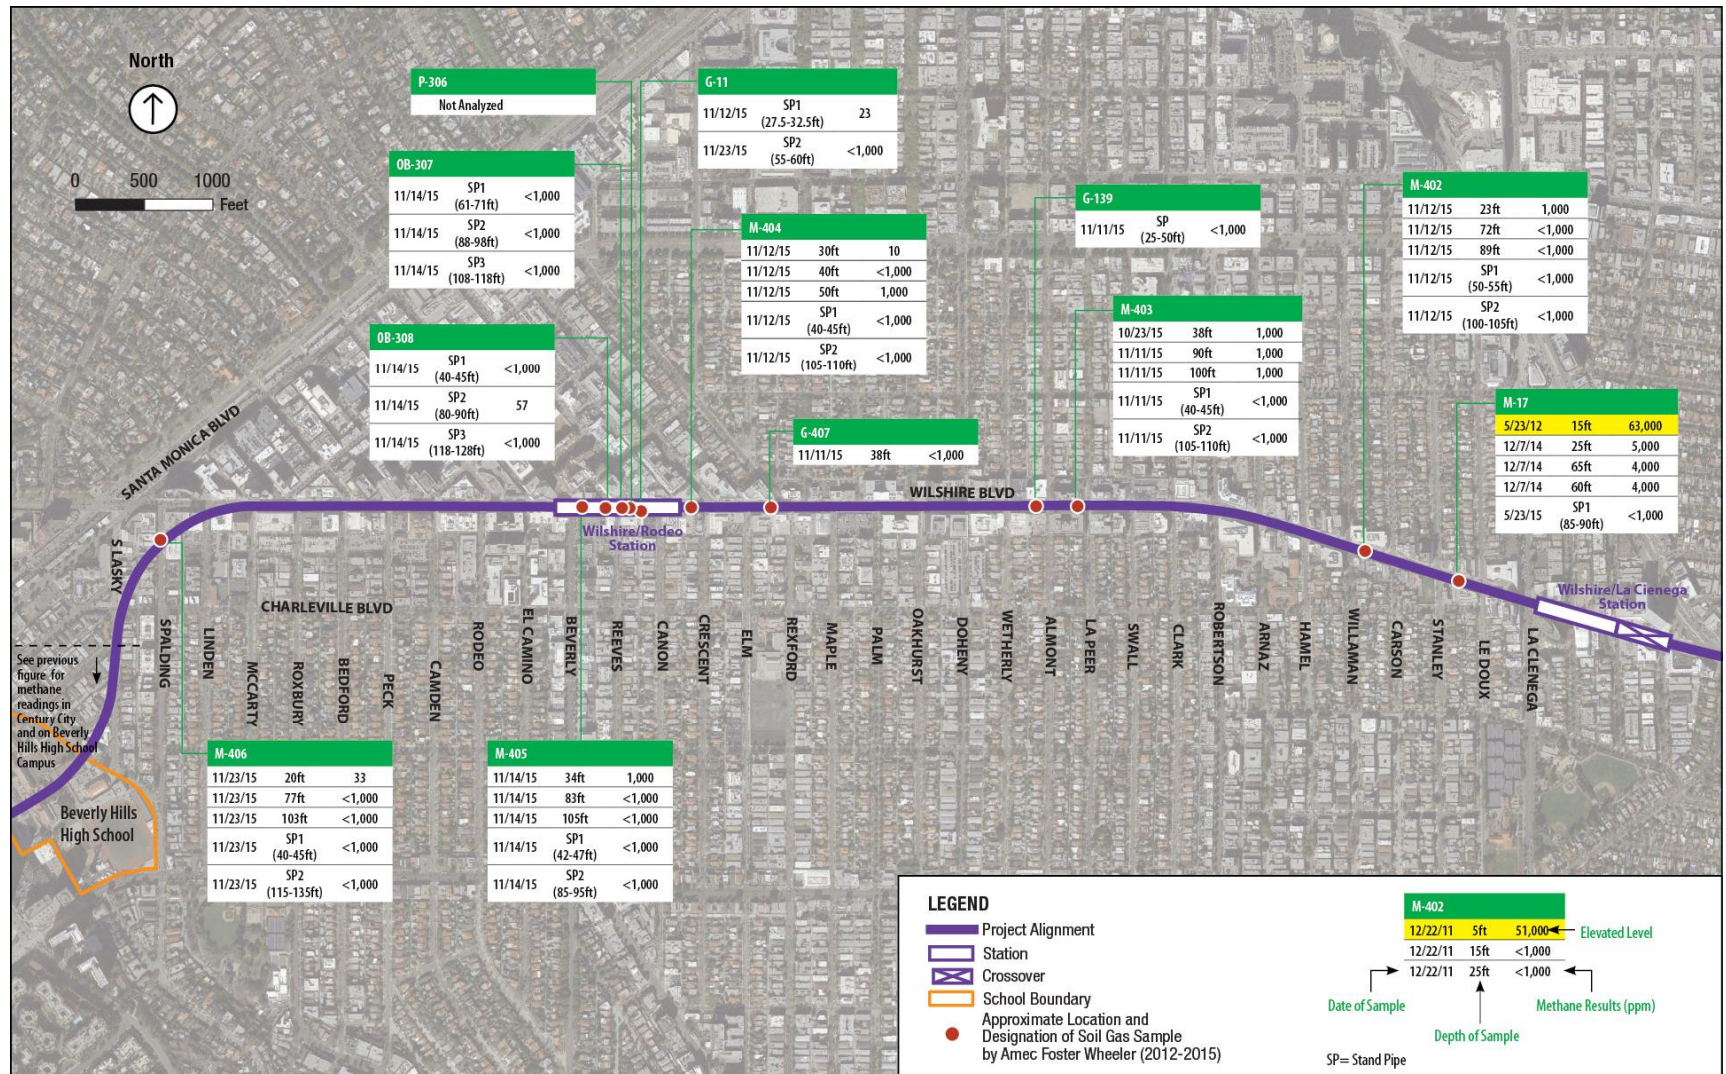 North
0 500 1000
Feet
P-306
Not Analyzed
G-11
11/12/15 SP1 (27.5-32.5ft) 23
11/23/15 SP2 (55-60ft) <1,000
OB-307
11/14/15 SP1 (61-71ft) <1,000
11/14/15 SP2 (88-98ft) <1,000
11/14/15 SP3 (108-118ft) <1,000
M-404
11/12/15 30ft 10
11/12/15 40ft <1,000
11/12/15 50ft 1,000
11/12/15 SP1 (40-45ft) <1,000
11/12/15 SP2 (105-110ft) <1,000
G-139
11/11/15 SP (25-50ft) <1,000
M-402
11/12/15 23ft 1,000
11/12/15 72ft <1,000
11/12/15 89ft <1,000
11/12/15 SP1 (50-55ft) <1,000
11/12/15 SP2 (100-105ft) <1,000
OB-308
11/14/15 SP1 (40-45ft) <1,000
11/14/15 SP2 (80-90ft) 57
11/14/15 SP3 (118-128ft) <1,000
M-403
10/23/15 38ft 1,000
11/11/15 90ft 1,000
11/11/15 100ft 1,000
11/11/15 SP1 (40-45ft) <1,000
11/11/15 SP2 (105-110ft) <1,000
G-407
11/11/15 38ft <1,000
M-17
5/23/12 15ft 63,000
12/7/14 25ft 5,000
12/7/14 65ft 4,000
12/7/14 60ft 4,000
5/23/15 SP1 (85-90ft) <1,000
SANTA MONICA BLVD
WILSHIRE BLVD
Wilshire/Rodeo
Station
Wilshire/La Cienega
Station
CHARLEVILLE BLVD
S LASKY
SPALDING
LINDEN
MCCARTY
ROXBURY
BEDFORD
PECK
CAMDEN
RODEO
EL CAMINO
BEVERLY
REEVES
CANON
CRESCENT
ELM
REXFORD
MAPLE
PALM
OAKHURST
DOHENY
WETHERLY
ALMONT
LA PEER
SWALL
CLARK
ROBERTSON
ARNAZ
HAMEL
WILLAMAN
CARSON
STANLEY
LE DOUX
LA CLENEGA
See previous
figure for
methane
readings in
Century City
and on Beverly
Hills High School
Campus
Beverly Hills
High School
M-406
11/23/15 20ft 33
11/23/15 77ft <1,000
11/23/15 103ft <1,000
11/23/15 SP1 (40-45ft) <1,000
11/23/15 SP2 (115-135ft) <1,000
M-405
11/14/15 34ft 1,000
11/14/15 83ft <1,000
11/14/15 105ft <1,000
11/14/15 SP1 (42-47ft) <1,000
11/14/15 SP2 (85-95ft) <1,000
LEGEND
Project Alignment
Station
Crossover
School Boundary
Approximate Location and
Designation of Soil Gas Sample
by Amec Foster Wheeler (2012-2015)
M-402
12/22/11 5ft 51,000
12/22/11 15ft <1,000
12/22/11 25ft <1,000
Elevated Level
Date of Sample
Methane Results (ppm)
Depth of Sample
SP= Stand Pipe